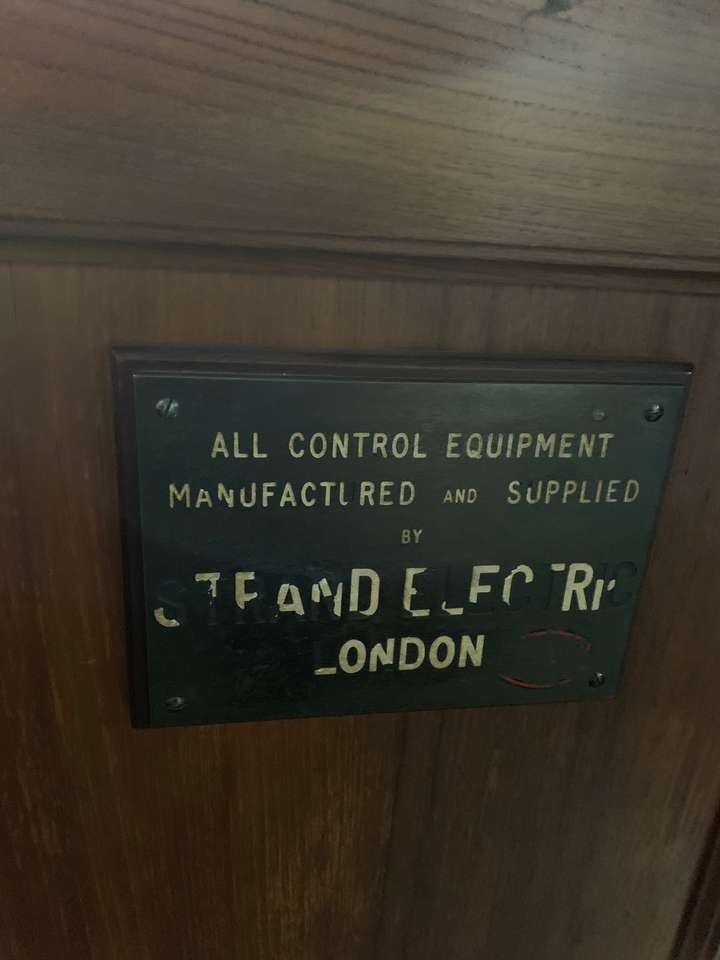 ALL CONTROL EQUIPMENT
MANUFACTURED AND SUPPLIED
BY
STRAND ELECTRIC
LONDON